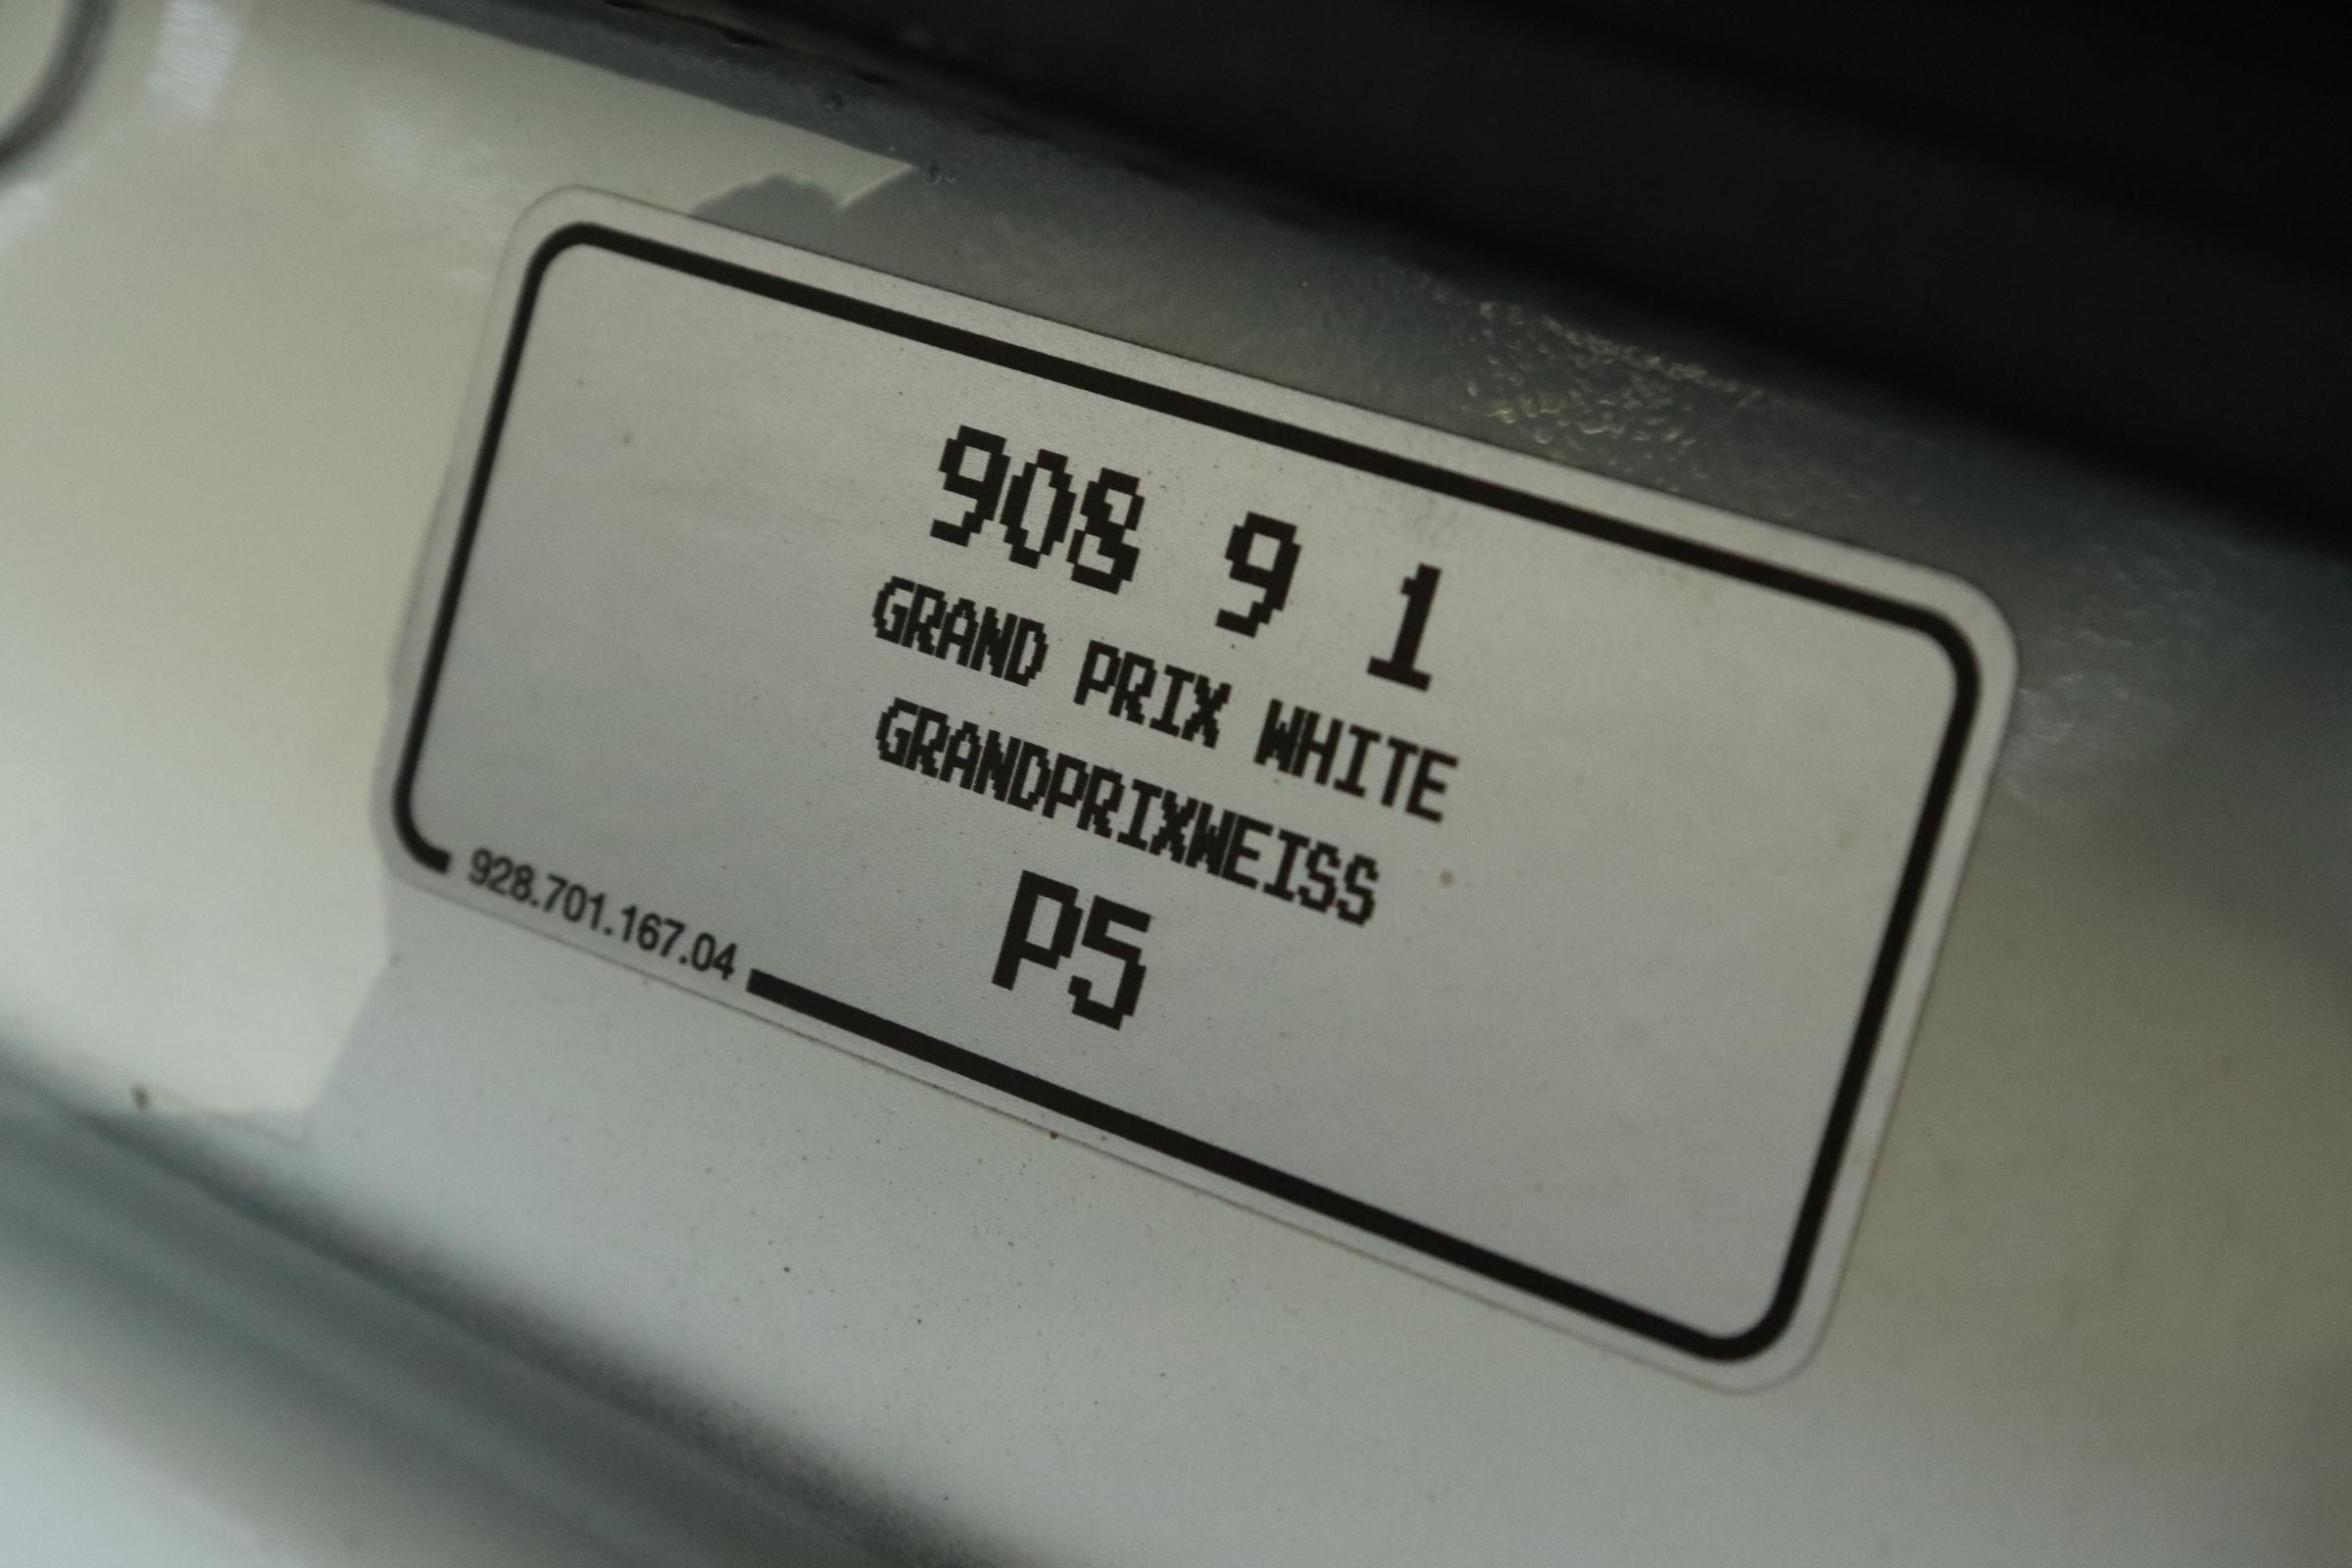 908 9 1
GRAND PRIX WHITE
GRANDPRIXWEISS
P5
928.701.167.04